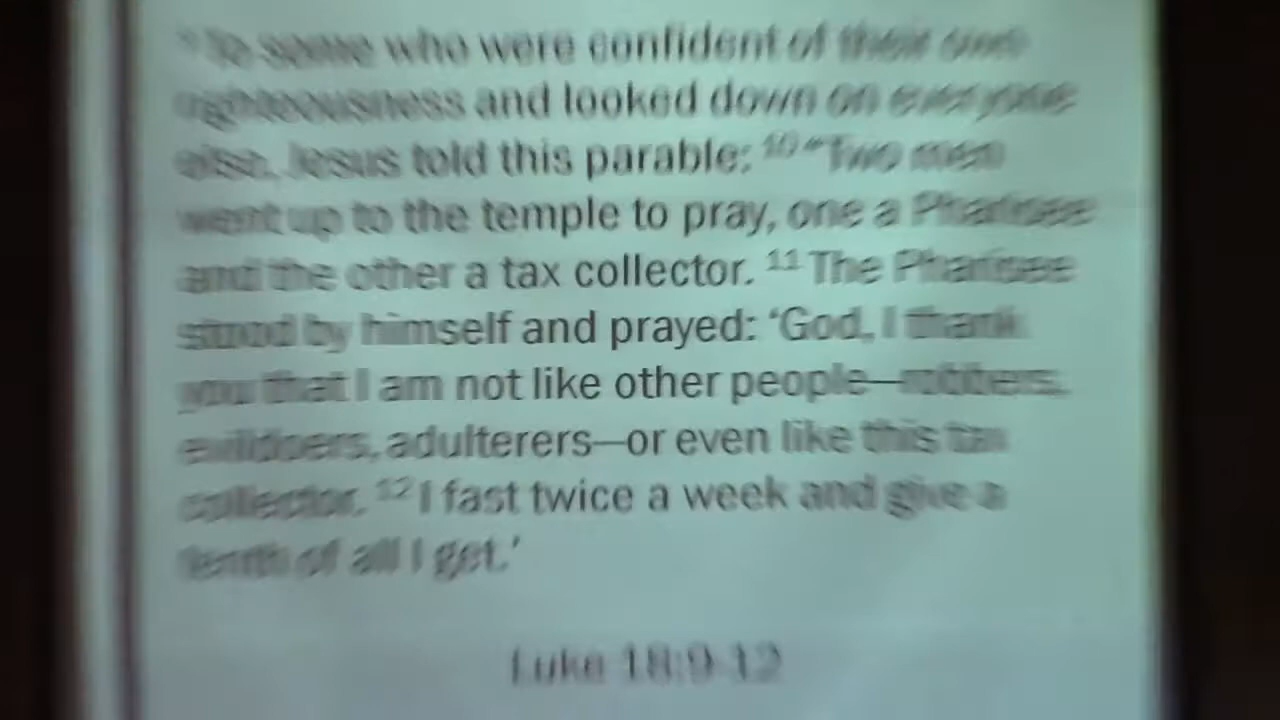 ⁹ To some who were confident of their own
righteousness and looked down on everyone
else, Jesus told this parable: ¹⁰ “Two men
went up to the temple to pray, one a Pharisee
and the other a tax collector. ¹¹ The Pharisee
stood by himself and prayed: ‘God, I thank
you that I am not like other people—robbers,
evildoers, adulterers—or even like this tax
collector. ¹² I fast twice a week and give a
tenth of all I get.’
Luke 18:9-12